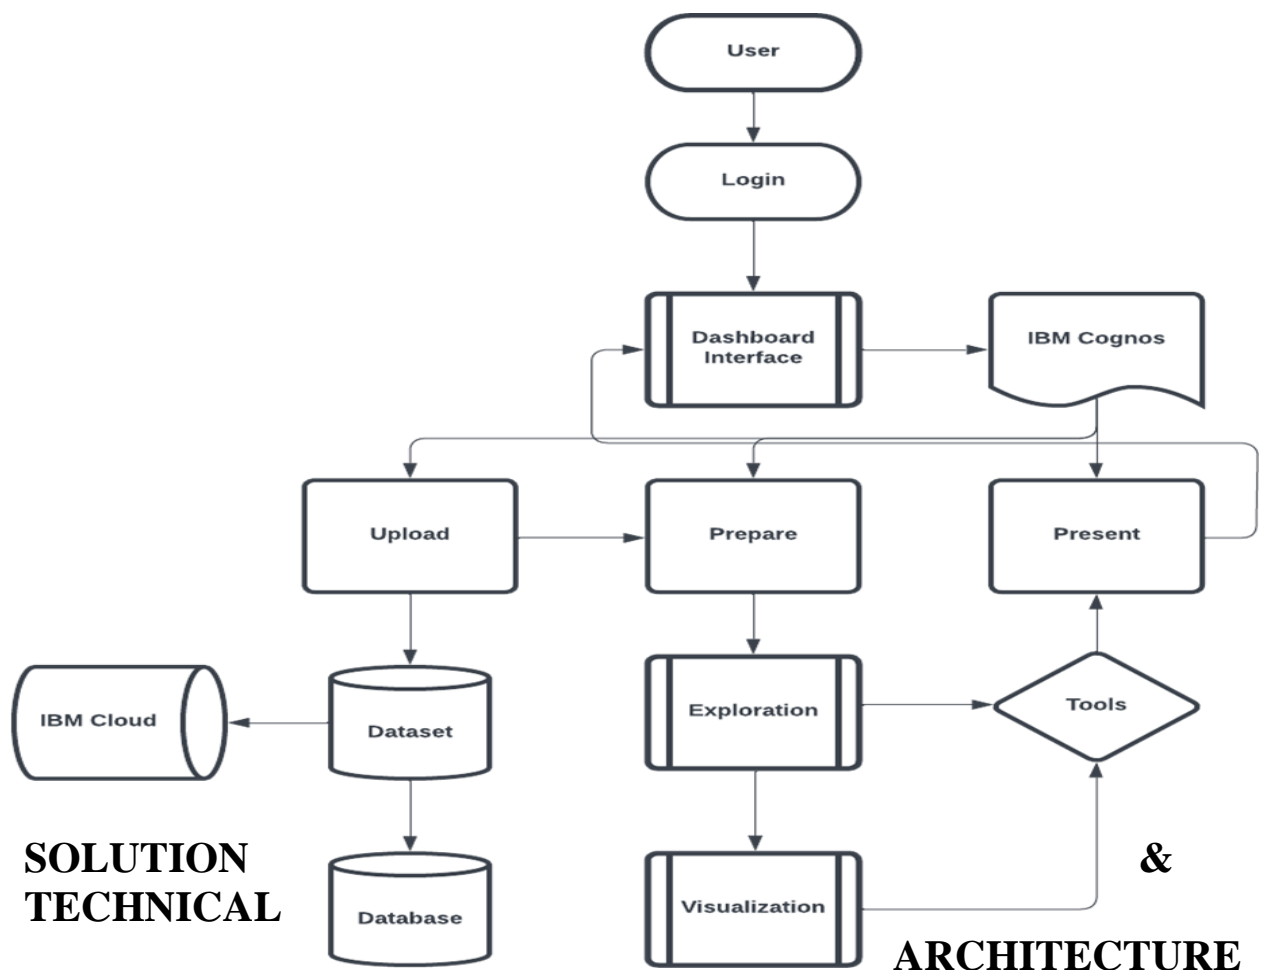 User
Login
Dashboard
Interface
IBM Cognos
Upload
Prepare
Present
IBM Cloud
Dataset
Exploration
Tools
Database
Visualization
SOLUTION
&
TECHNICAL
ARCHITECTURE